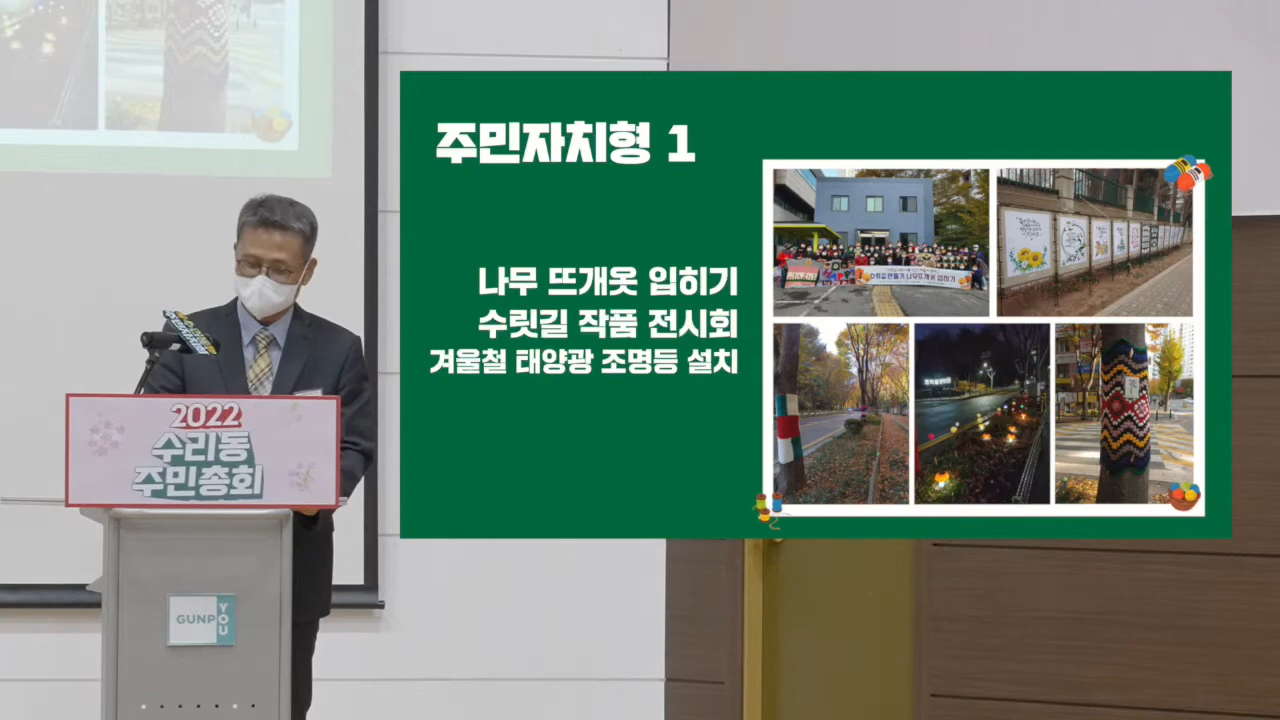 주민자치형 1
나무 뜨개옷 입히기
수릿길 작품 전시회
겨울철 태양광 조명등 설치
2022
수리동
주민총회
GUNP
YOU